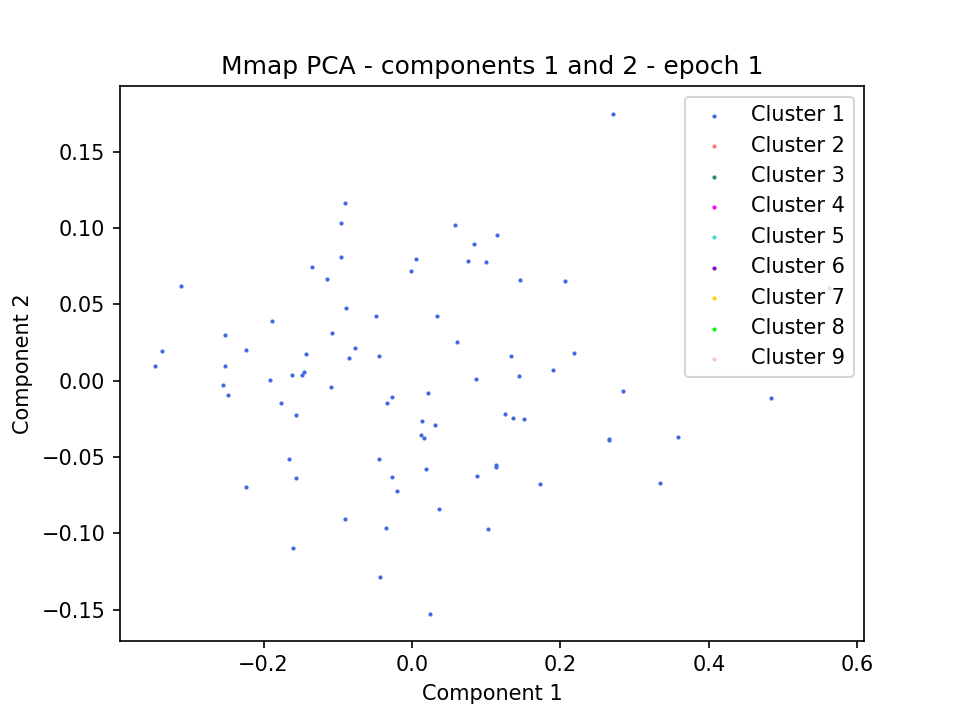 Mmap PCA - components 1 and 2 - epoch 1
Cluster 1
Cluster 2
Cluster 3
Cluster 4
Cluster 5
Cluster 6
Cluster 7
Cluster 8
Cluster 9
Component 2
0.15
0.10
0.05
0.00
−0.05
−0.10
−0.15
−0.2
0.0
0.2
0.4
0.6
Component 1